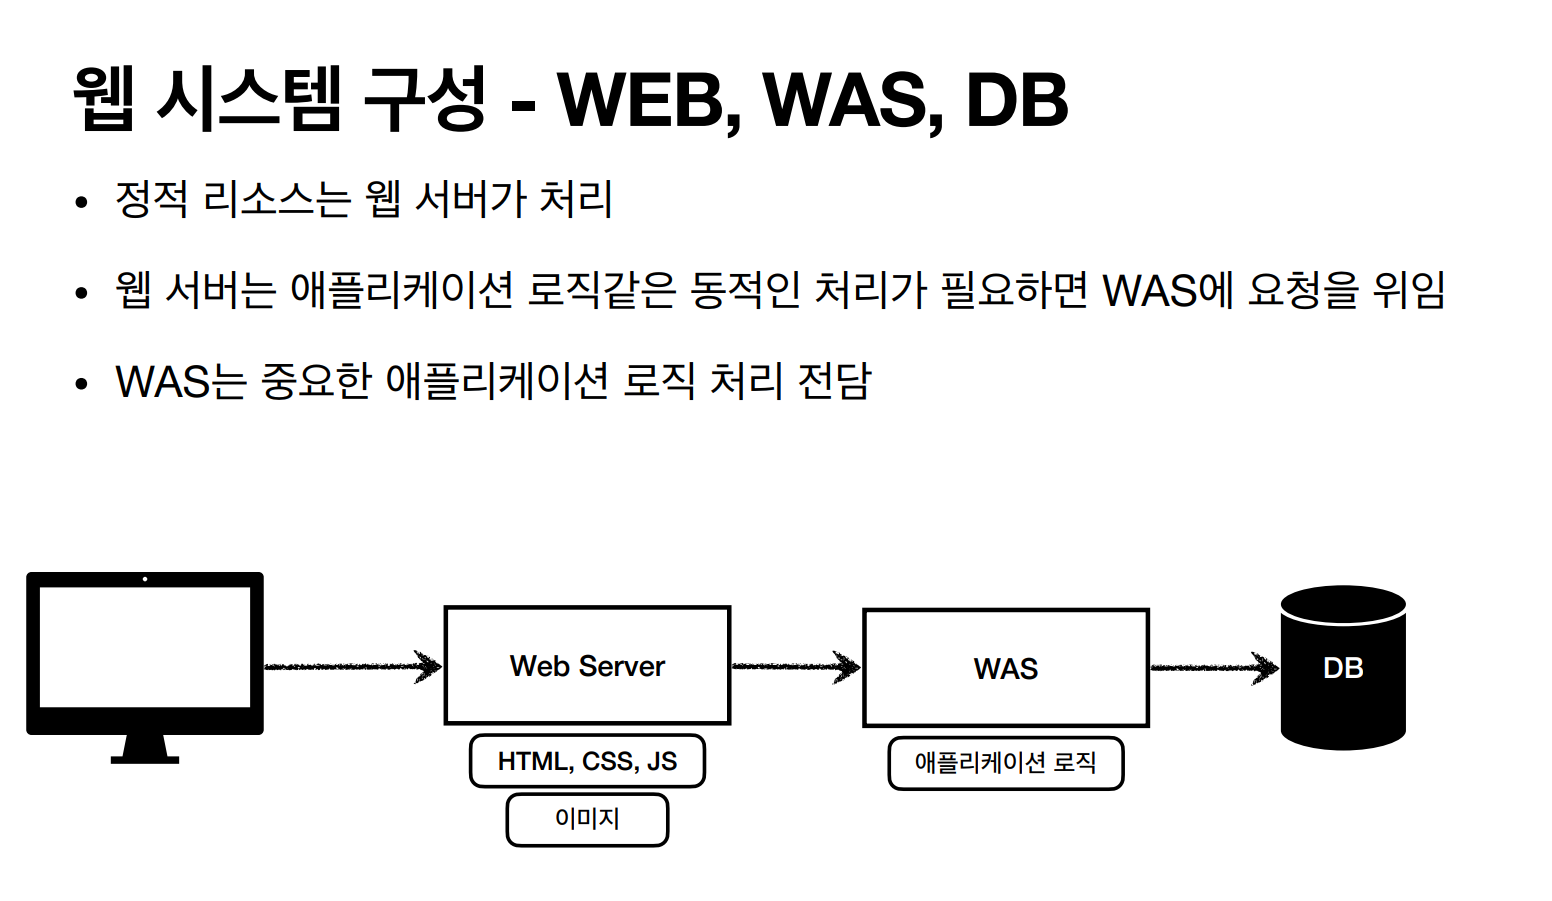 웹 시스템 구성 - WEB, WAS, DB
• 정적 리소스는 웹 서버가 처리
• 웹 서버는 애플리케이션 로직같은 동적인 처리가 필요하면 WAS에 요청을 위임
• WAS는 중요한 애플리케이션 로직 처리 전담
Web Server
HTML, CSS, JS
이미지
WAS
애플리케이션 로직
DB